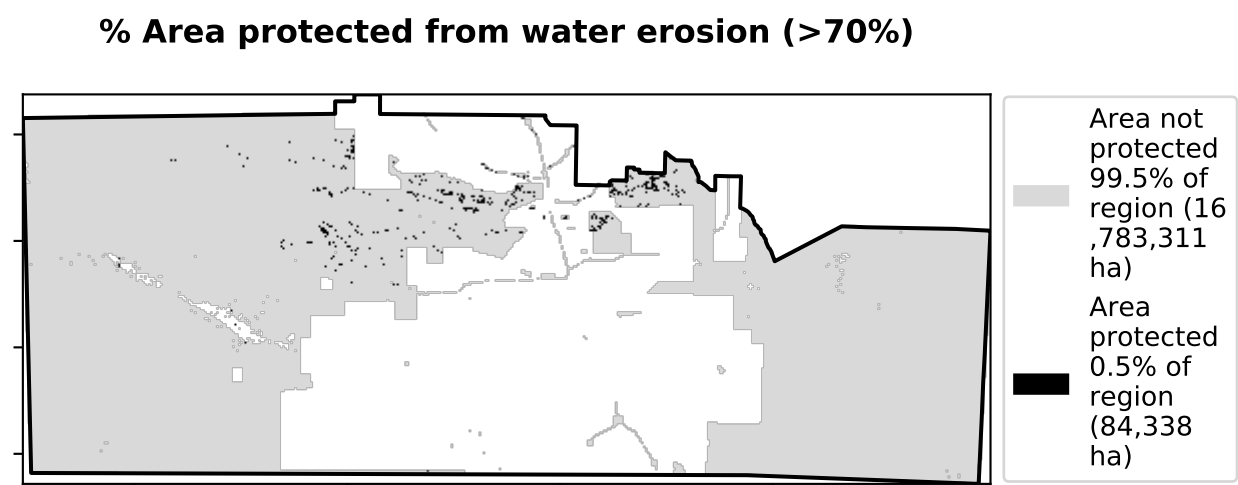 % Area protected from water erosion (>70%)
Area not
protected
99.5% of
region (16
,783,311
ha)
Area
protected
0.5% of
region
(84,338
ha)